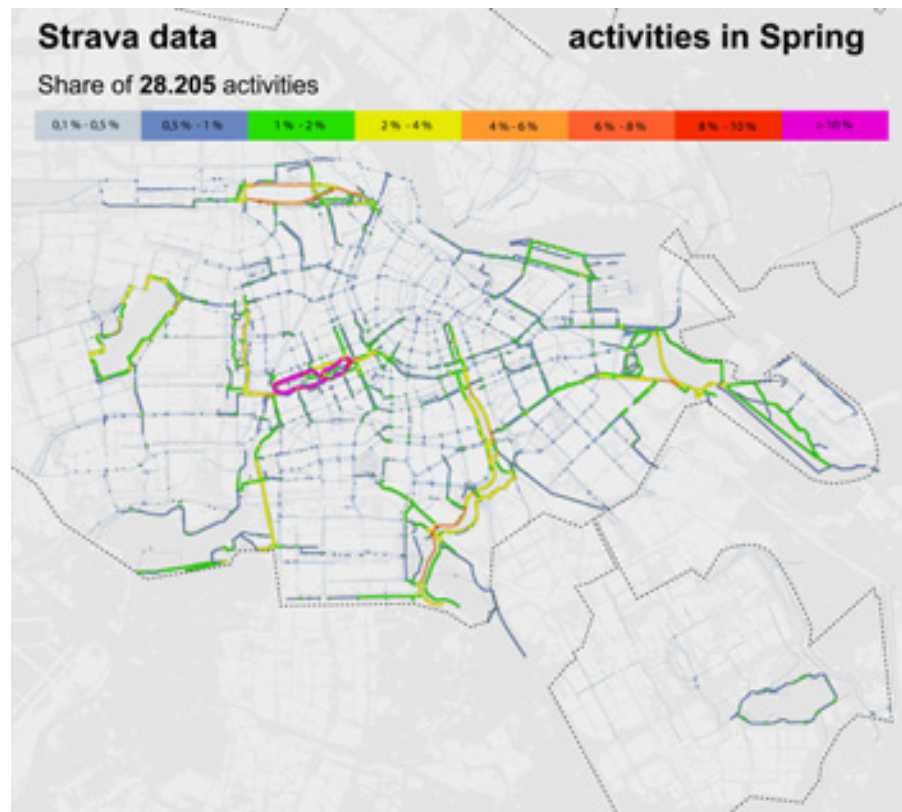 Strava data activities in Spring
Share of 28.205 activities
0,1 % - 0,5 % 0,5 % - 1 % 1 % - 2 % 2 % - 4 % 4 % - 6 % 6 % - 8 % 8 % - 10 % > 10 %